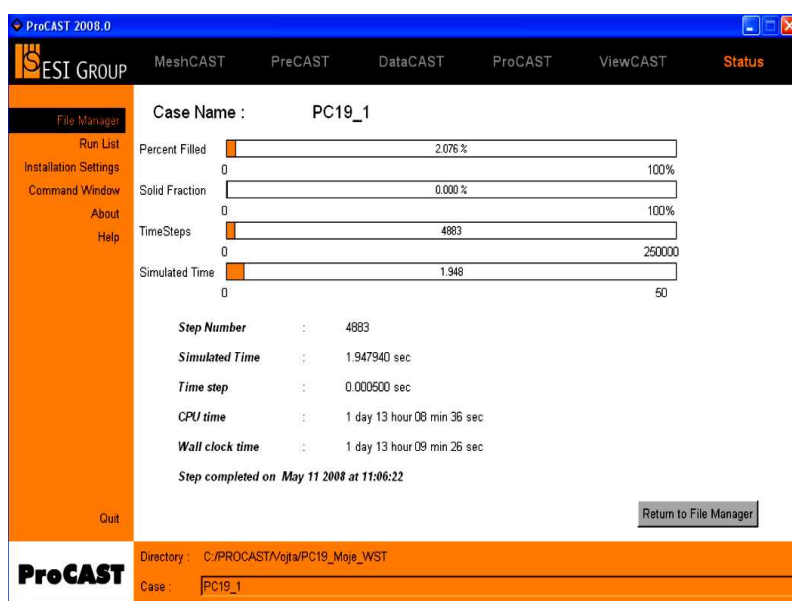 ProCAST 2008.0
ESI GROUP
MeshCAST PreCAST DataCAST ProCAST ViewCAST Status
File Manager
Run List
Installation Settings
Command Window
About
Help
Quit
Case Name : PC19_1
Percent Filled 2.076 %
0 100%
Solid Fraction 0.000 %
0 100%
TimeSteps 4883
0 250000
Simulated Time 1.948
0 50
Step Number : 4883
Simulated Time : 1.947940 sec
Time step : 0.000500 sec
CPU time : 1 day 13 hour 08 min 36 sec
Wall clock time : 1 day 13 hour 09 min 26 sec
Step completed on May 11 2008 at 11:06:22
Return to File Manager
ProCAST
Directory : C:/PROCAST/Vojta/PC19_Moje_WST
Case : PC19_1